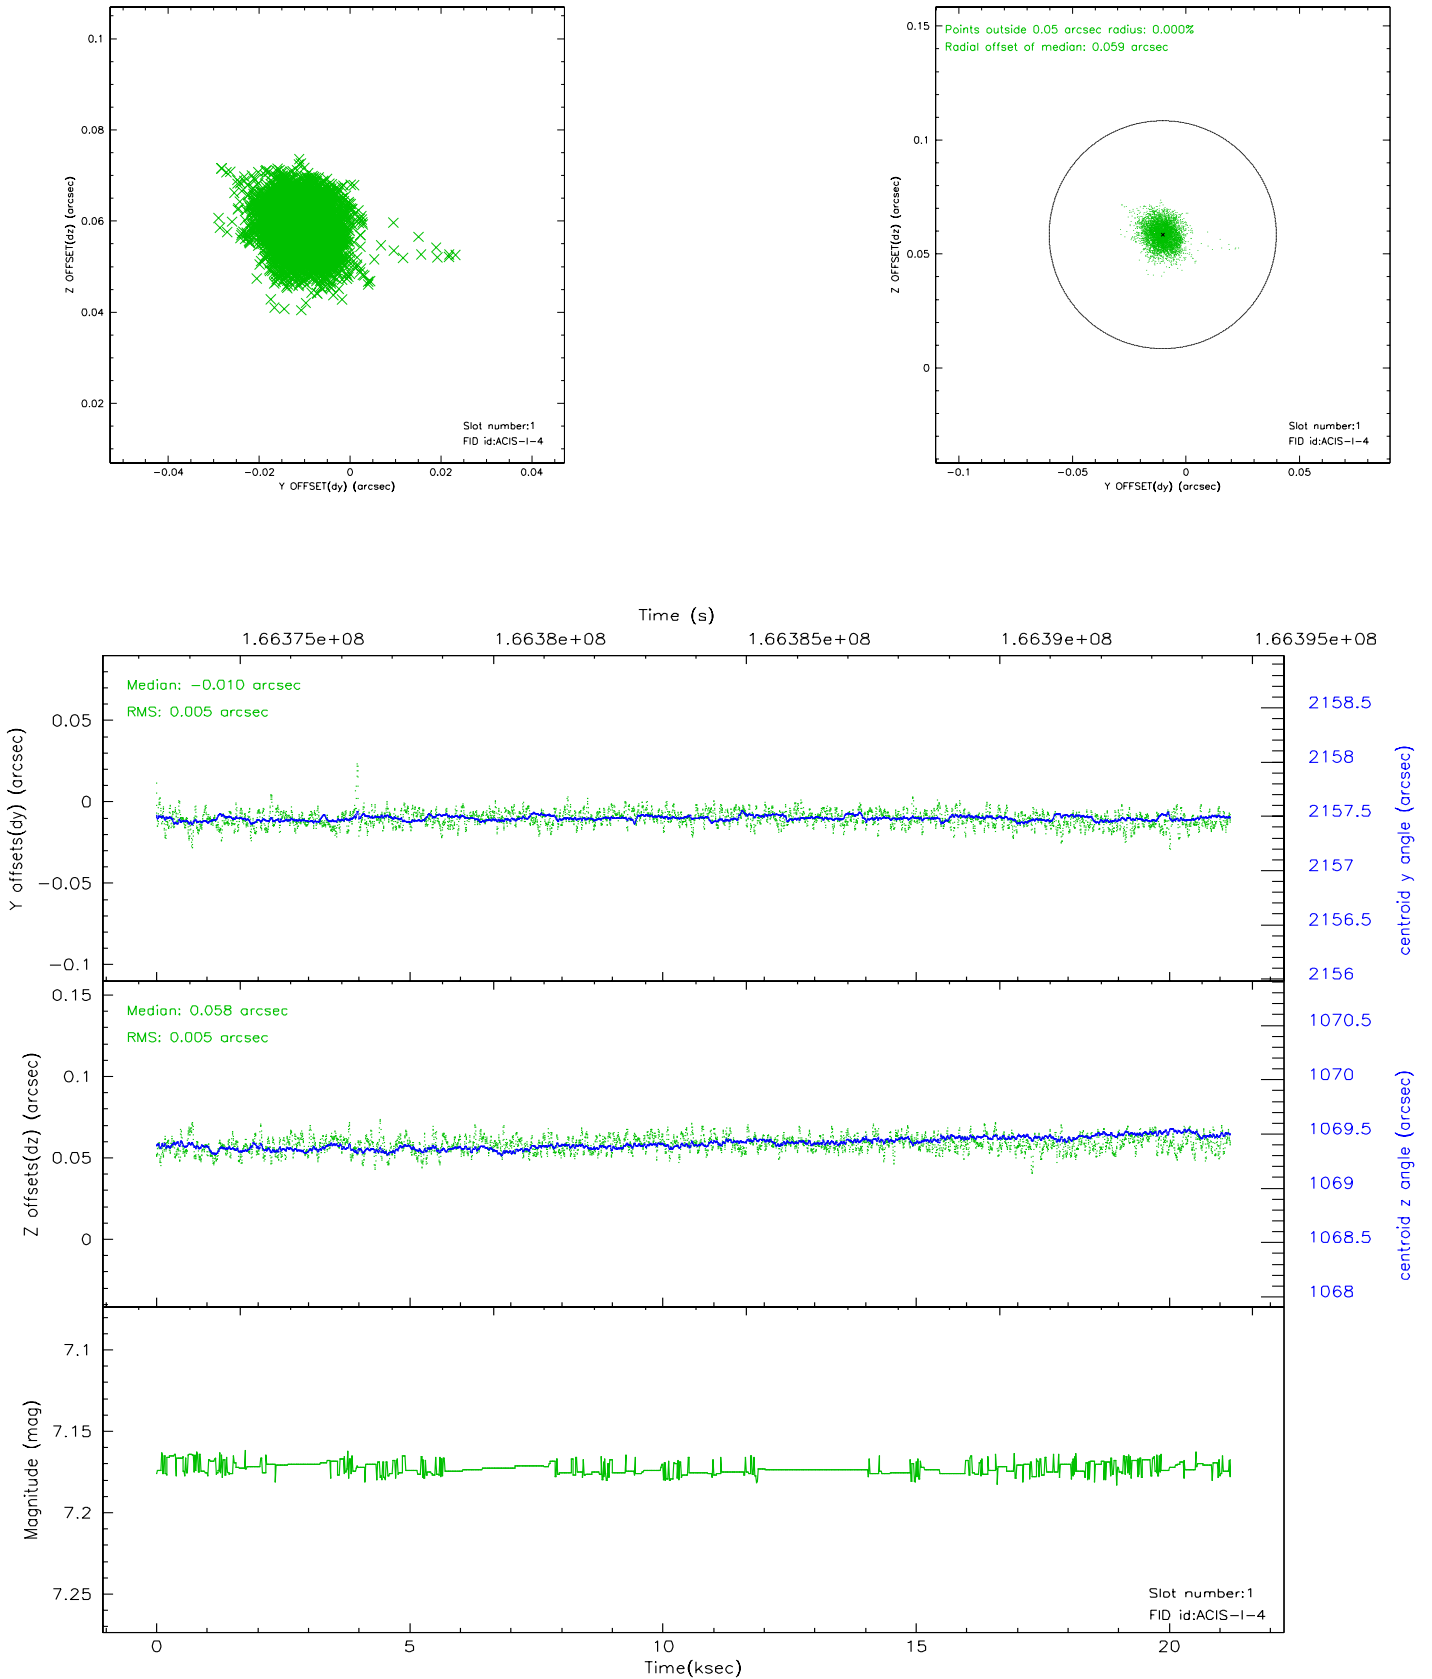 0.1
0.08
0.06
0.04
0.02
Z OFFSET(dz) (arcsec)
Slot number:1
FID id:ACIS-I-4
-0.04 -0.02 0 0.02 0.04
Y OFFSET(dy) (arcsec)
Points outside 0.05 arcsec radius: 0.000%
Radial offset of median: 0.059 arcsec
0.15
0.1
0.05
0
Z OFFSET(dz) (arcsec)
Slot number:1
FID id:ACIS-I-4
-0.1 -0.05 0 0.05
Y OFFSET(dy) (arcsec)
Time (s)
1.66375e+08 1.6638e+08 1.66385e+08 1.6639e+08 1.66395e+08
Median: -0.010 arcsec
RMS: 0.005 arcsec
0.05
0
-0.05
-0.1
Y offsets(dy) (arcsec)
2158.5
2158
2157.5
2157
2156.5
2156
centroid y angle (arcsec)
Median: 0.058 arcsec
RMS: 0.005 arcsec
0.15
0.1
0.05
0
Z offsets(dz) (arcsec)
1070.5
1070
1069.5
1069
1068.5
1068
centroid z angle (arcsec)
7.1
7.15
7.2
7.25
Magnitude (mag)
Slot number:1
FID id:ACIS-I-4
0 5 10 15 20
Time(ksec)